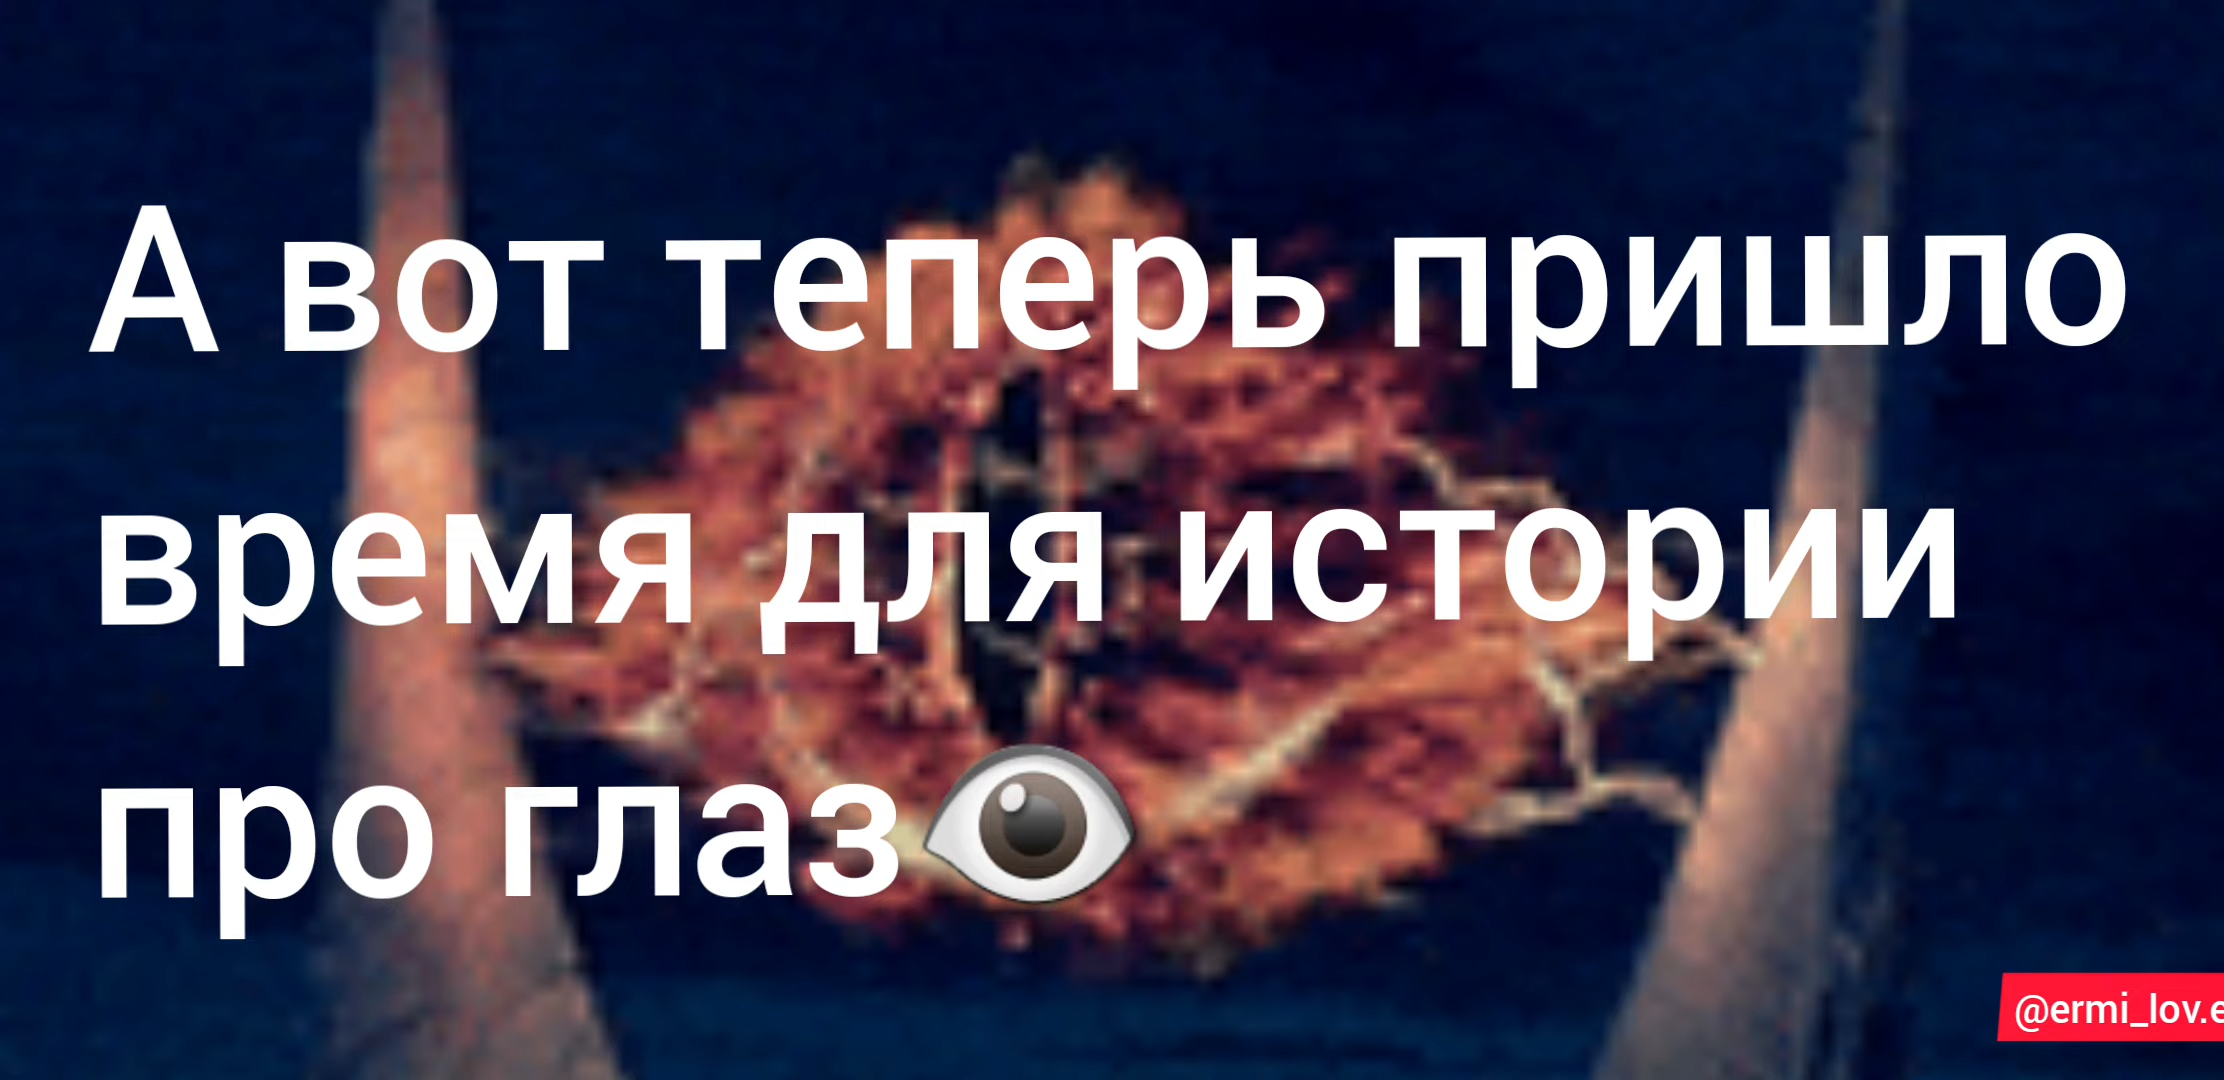 А вот теперь пришло
время для истории
про глаз👁
@ermi_lov.e